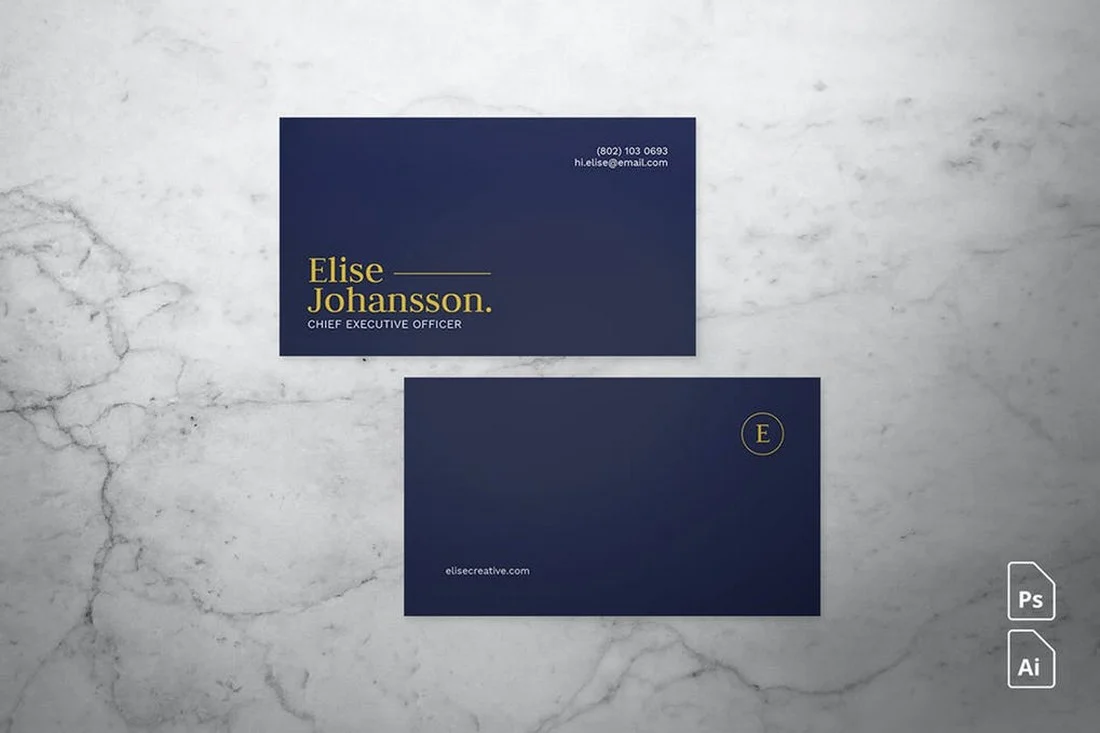 (802) 103 0693
hi.elise@email.com
Elise
Johansson.
CHIEF EXECUTIVE OFFICER
E
elisecreative.com
Ps
Ai